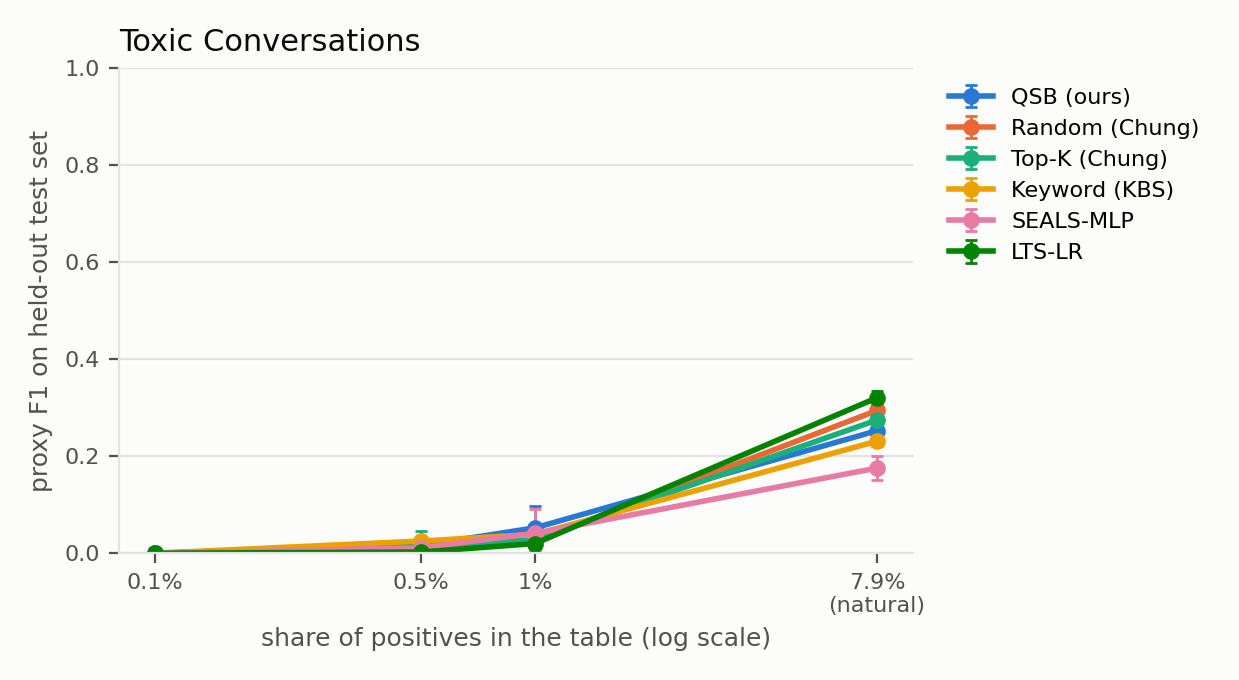 Toxic Conversations
1.0
0.8
0.6
0.4
0.2
0.0
proxy F1 on held-out test set
0.1%
0.5%
1%
7.9%
(natural)
share of positives in the table (log scale)
QSB (ours)
Random (Chung)
Top-K (Chung)
Keyword (KBS)
SEALS-MLP
LTS-LR